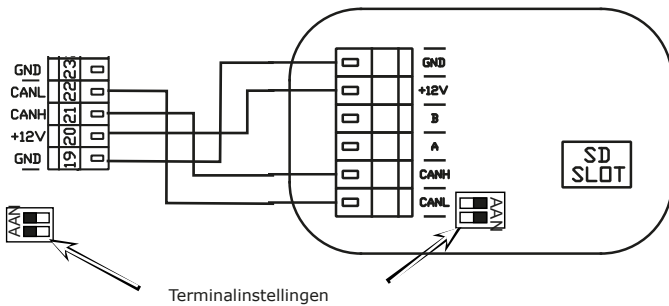 GND 23
CANL 22
CANH 21
+12V 20
GND 19
GND
+12V
B
A
CANH
CANL
SD
SLOT
AAN
AAN
Terminalinstellingen